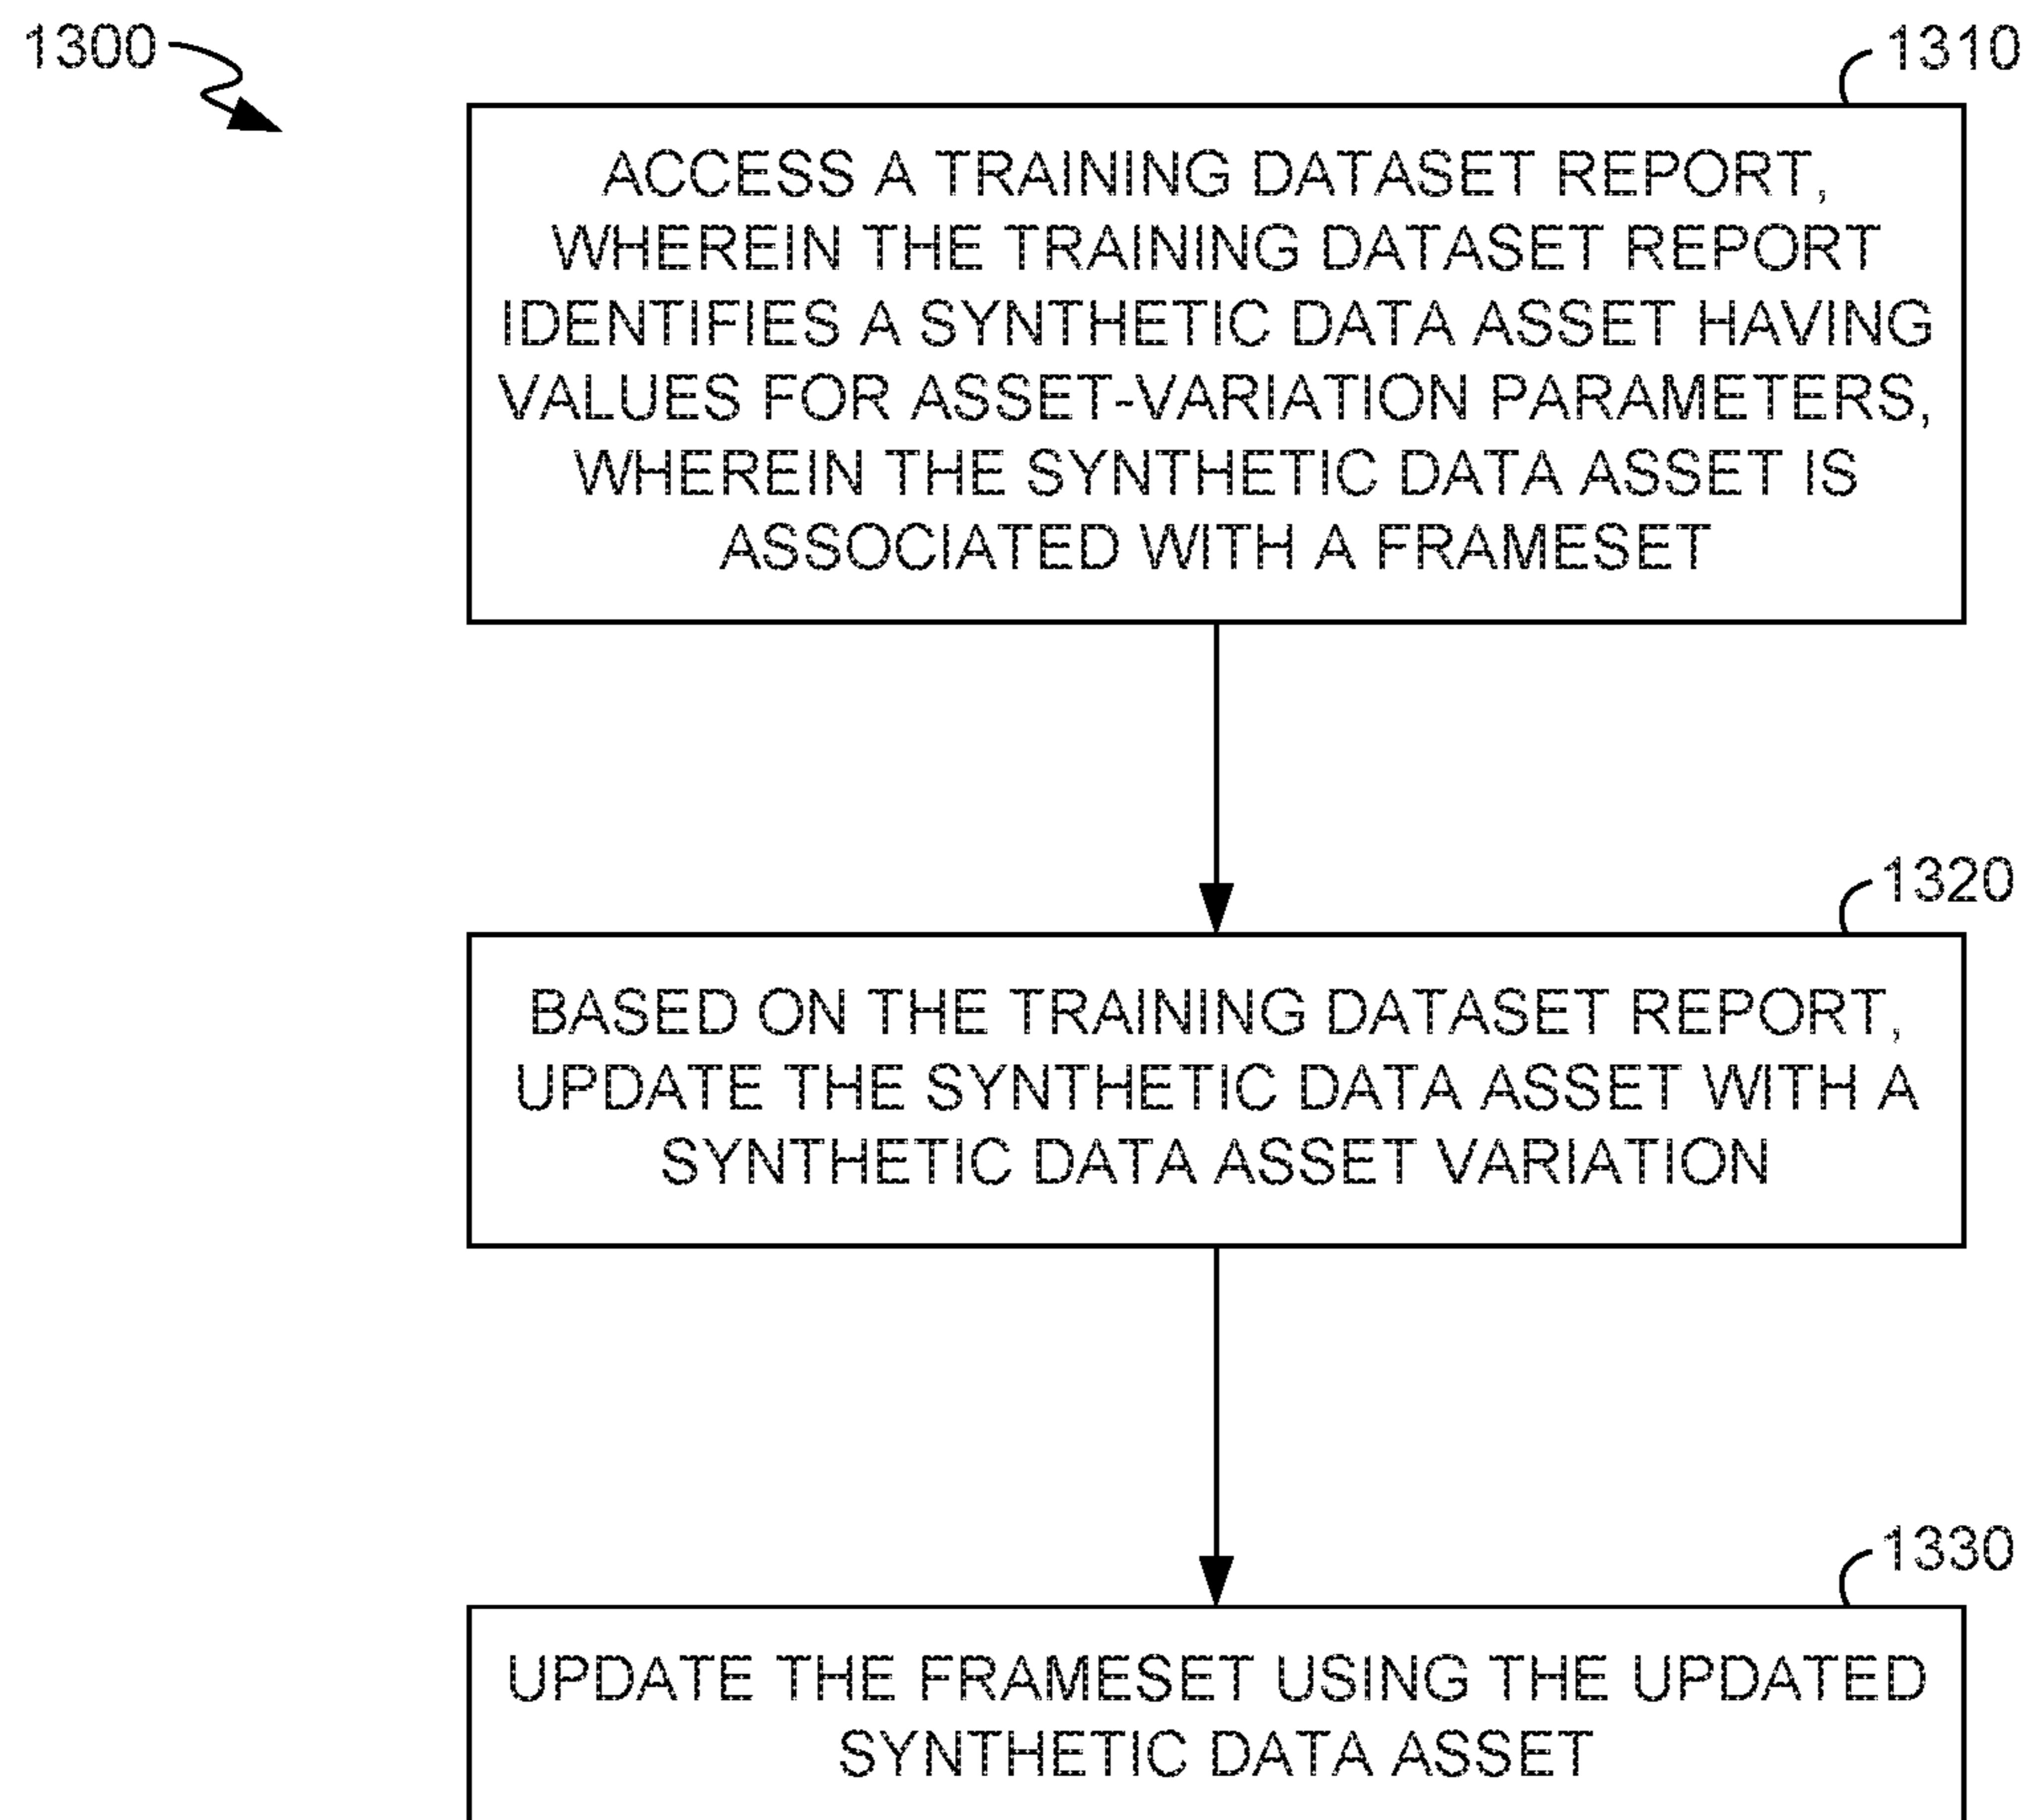 1300
1310
ACCESS A TRAINING DATASET REPORT,
WHEREIN THE TRAINING DATASET REPORT
IDENTIFIES A SYNTHETIC DATA ASSET HAVING
VALUES FOR ASSET-VARIATION PARAMETERS,
WHEREIN THE SYNTHETIC DATA ASSET IS
ASSOCIATED WITH A FRAMESET
1320
BASED ON THE TRAINING DATASET REPORT,
UPDATE THE SYNTHETIC DATA ASSET WITH A
SYNTHETIC DATA ASSET VARIATION
1330
UPDATE THE FRAMESET USING THE UPDATED
SYNTHETIC DATA ASSET